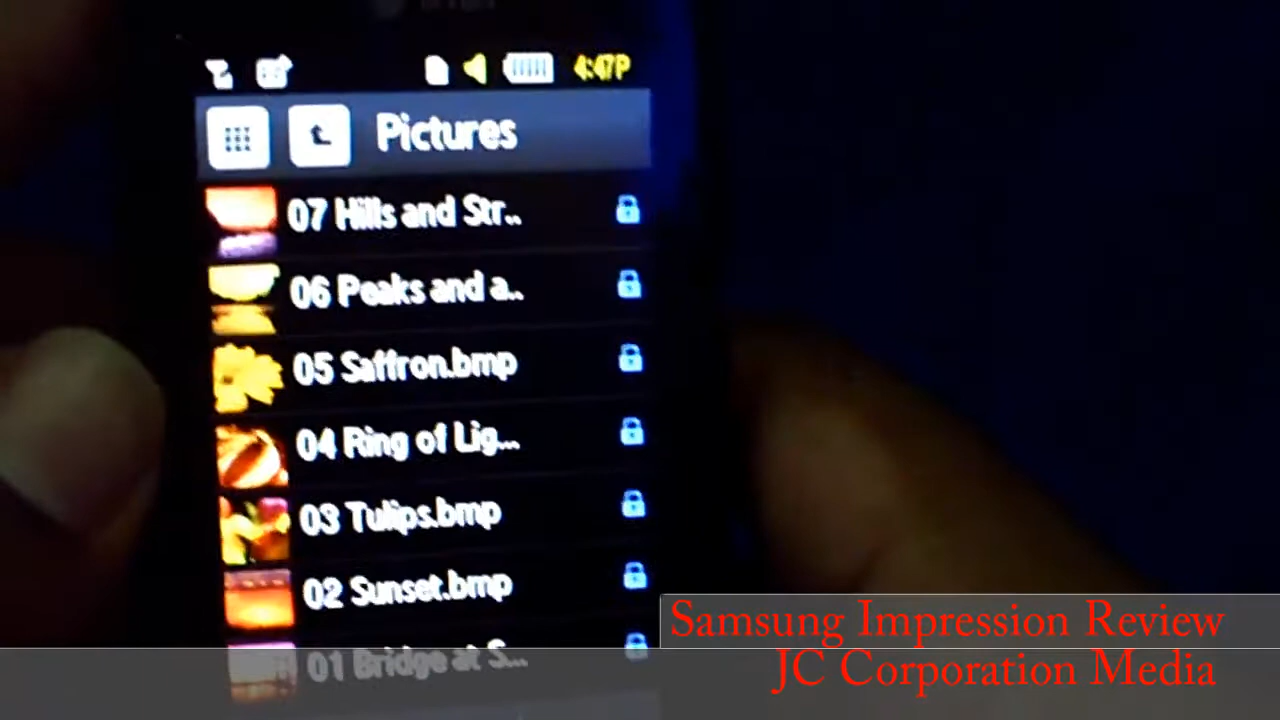 4:47P
Pictures
07 Hills and Str..
06 Peaks and a..
05 Saffron.bmp
04 Ring of Lig...
03 Tulips.bmp
02 Sunset.bmp
01 Bridge at S...
Samsung Impression Review
JC Corporation Media